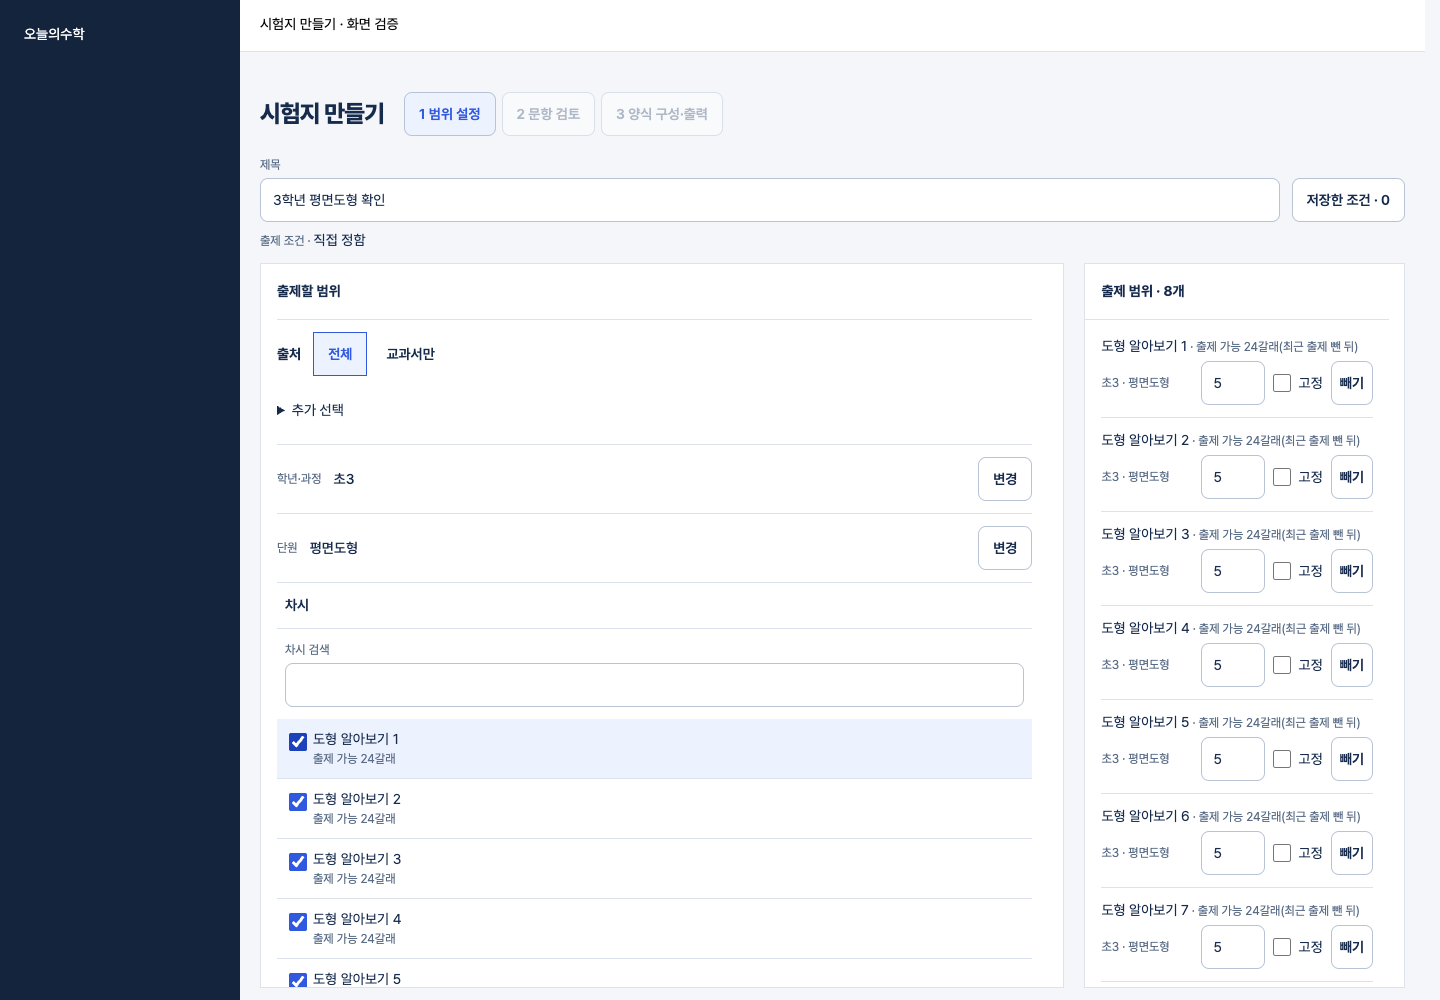 오늘의수학
시험지 만들기 · 화면 검증
시험지 만들기
1 범위 설정
2 문항 검토
3 양식 구성·출력
제목
3학년 평면도형 확인
저장한 조건 · 0
출제 조건 · 직접 정함
출제할 범위
출처
전체
교과서만
▶ 추가 선택
학년·과정 초3
변경
단원 평면도형
변경
차시
차시 검색
도형 알아보기 1
출제 가능 24갈래
도형 알아보기 2
출제 가능 24갈래
도형 알아보기 3
출제 가능 24갈래
도형 알아보기 4
출제 가능 24갈래
도형 알아보기 5
출제 범위 · 8개
도형 알아보기 1 · 출제 가능 24갈래(최근 출제 뺀 뒤)
초3 · 평면도형 5 고정 빼기
도형 알아보기 2 · 출제 가능 24갈래(최근 출제 뺀 뒤)
초3 · 평면도형 5 고정 빼기
도형 알아보기 3 · 출제 가능 24갈래(최근 출제 뺀 뒤)
초3 · 평면도형 5 고정 빼기
도형 알아보기 4 · 출제 가능 24갈래(최근 출제 뺀 뒤)
초3 · 평면도형 5 고정 빼기
도형 알아보기 5 · 출제 가능 24갈래(최근 출제 뺀 뒤)
초3 · 평면도형 5 고정 빼기
도형 알아보기 6 · 출제 가능 24갈래(최근 출제 뺀 뒤)
초3 · 평면도형 5 고정 빼기
도형 알아보기 7 · 출제 가능 24갈래(최근 출제 뺀 뒤)
초3 · 평면도형 5 고정 빼기